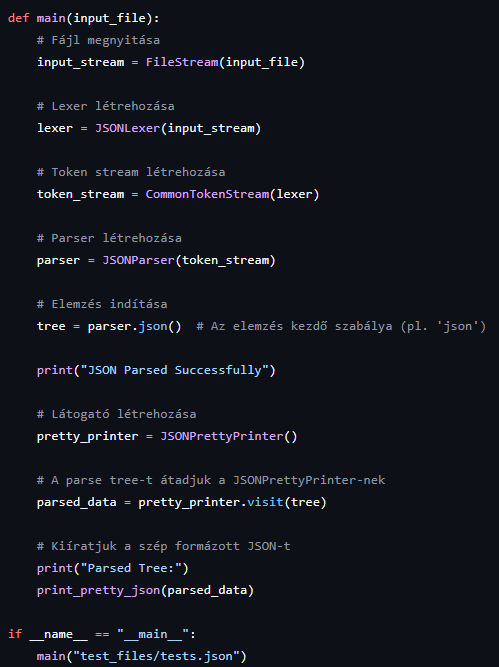 def main(input_file):
    # Fájl megnyitása
    input_stream = FileStream(input_file)
    # Lexer létrehozása
    lexer = JSONLexer(input_stream)
    # Token stream létrehozása
    token_stream = CommonTokenStream(lexer)
    # Parser létrehozása
    parser = JSONParser(token_stream)
    # Elemzés indítása
    tree = parser.json()  # Az elemzés kezdő szabálya (pl. 'json')
    print("JSON Parsed Successfully")
    # Látogató létrehozása
    pretty_printer = JSONPrettyPrinter()
    # A parse tree-t átadjuk a JSONPrettyPrinter-nek
    parsed_data = pretty_printer.visit(tree)
    # Kiíratjuk a szép formázott JSON-t
    print("Parsed Tree:")
    print_pretty_json(parsed_data)
if __name__ == "__main__":
    main("test_files/tests.json")